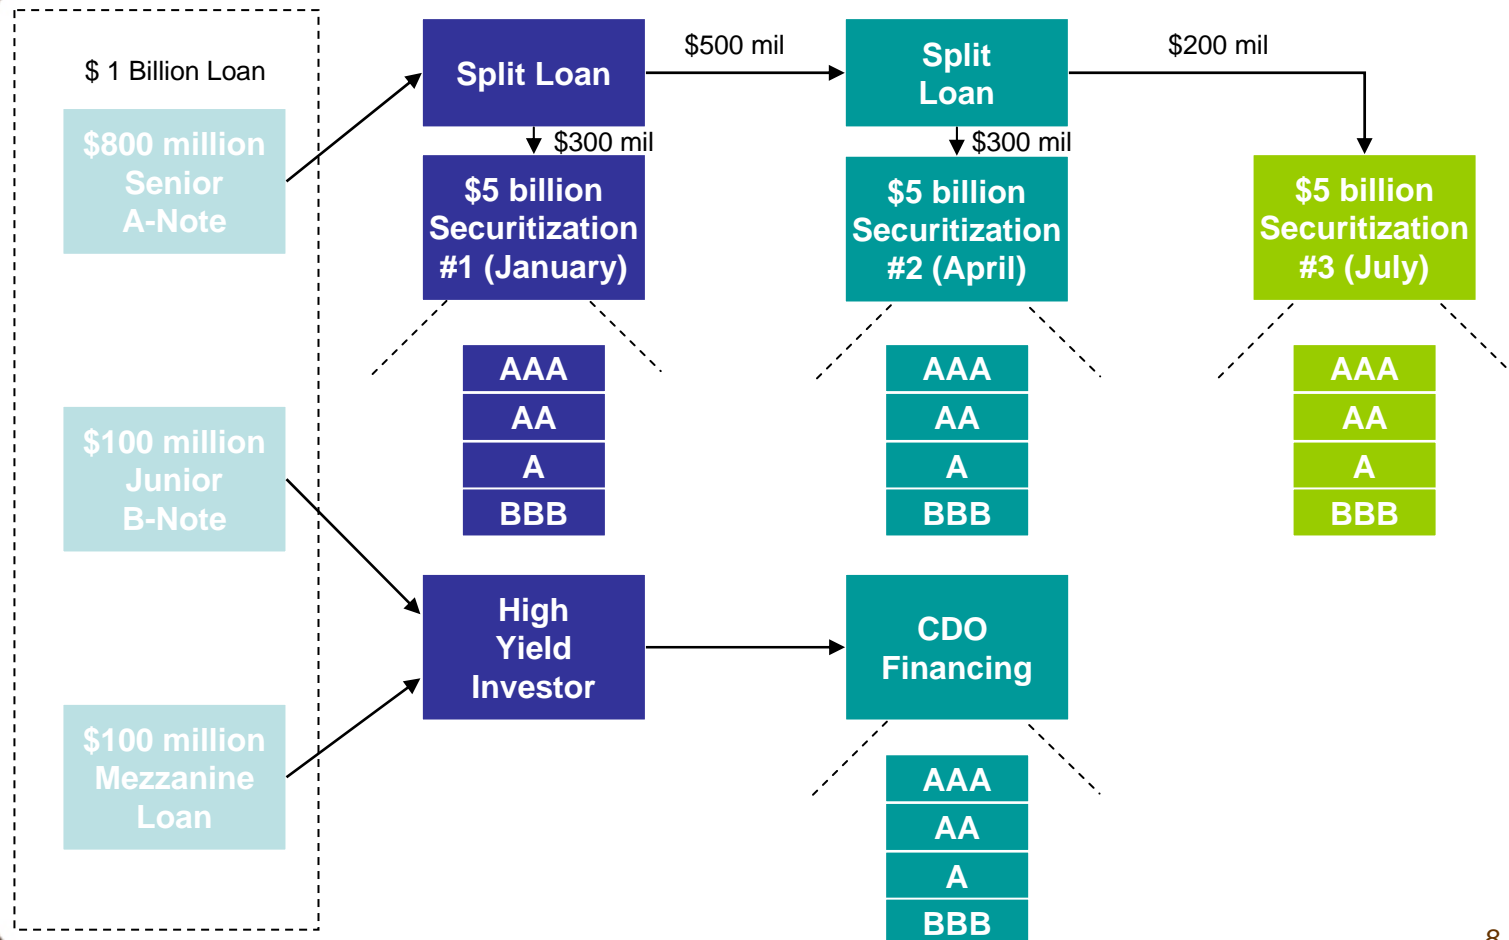 $ 1 Billion Loan
$800 million
Senior
A-Note
$100 million
Junior
B-Note
$100 million
Mezzanine
Loan
Split Loan
$500 mil
Split
Loan
$200 mil
$300 mil
$300 mil
$5 billion
Securitization
#1 (January)
$5 billion
Securitization
#2 (April)
$5 billion
Securitization
#3 (July)
AAA
AA
A
BBB
AAA
AA
A
BBB
AAA
AA
A
BBB
High
Yield
Investor
CDO
Financing
AAA
AA
A
BBB
8